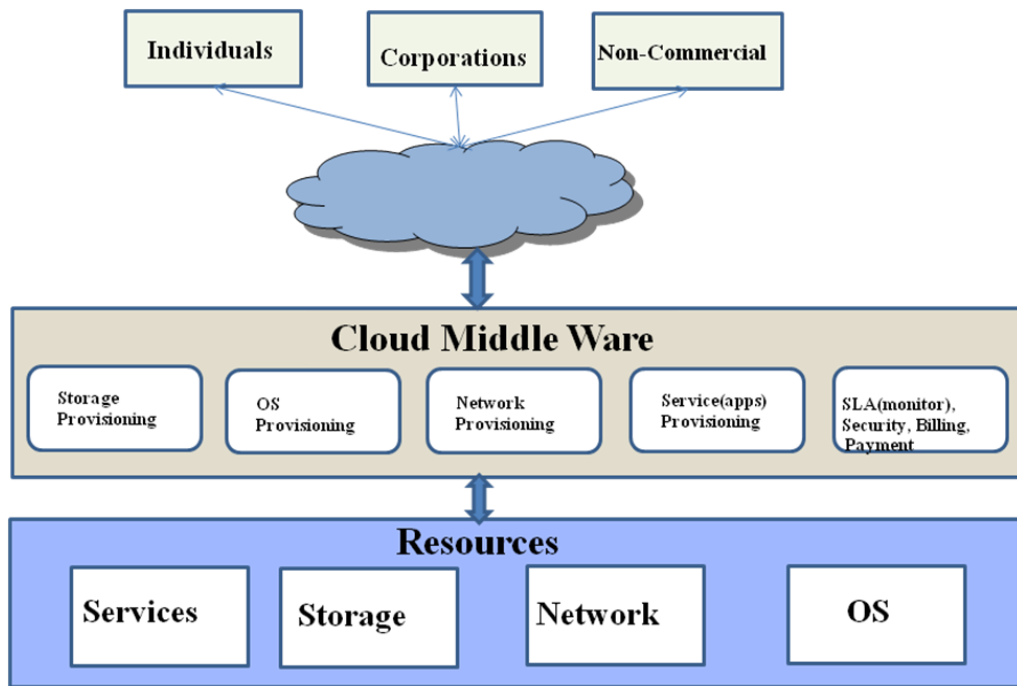 Individuals
Corporations
Non-Commercial
Cloud Middle Ware
Storage
Provisioning
OS
Provisioning
Network
Provisioning
Service(apps)
Provisioning
SLA(monitor),
Security, Billing,
Payment
Resources
Services
Storage
Network
OS